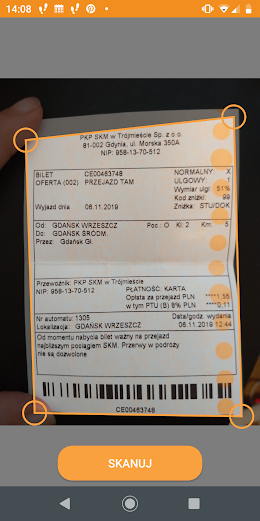 14:08
PKP SKM w Trójmieście Sp. z o.o.
81-002 Gdynia, ul. Morska 350A
NIP: 958-13-70-512
BILET CE00463748 NORMALNY: X
OFERTA (002) PRZEJAZD TAM ULGOWY: 1
Wymiar ulgi 51%
Kod zniżki: 99
Wyjazd dnia 06.11.2019 Zniżka: STU/DOK
Od: GDAŃSK WRZESZCZ Poc.: O Kl: 2 Km: 5
Do: GDAŃSK ŚRÓDM.
Przez: Gdańsk Gł.
Przewoźnik: PKP SKM w Trójmieście
NIP: 958-13-70-512 PŁATNOŚĆ: KARTA
Opłata za przejazd PLN ****1.55
w tym PTU (B) 8% PLN ****0.11
Nr automatu: 1305 Data/godz. wydania
Lokalizacja: GDAŃSK WRZESZCZ 06.11.2019 12:44
Od momentu nabycia bilet ważny na przejazd
najbliższym pociągiem SKM. Przerwy w podróży
nie są dozwolone
CE00463748
SKANUJ